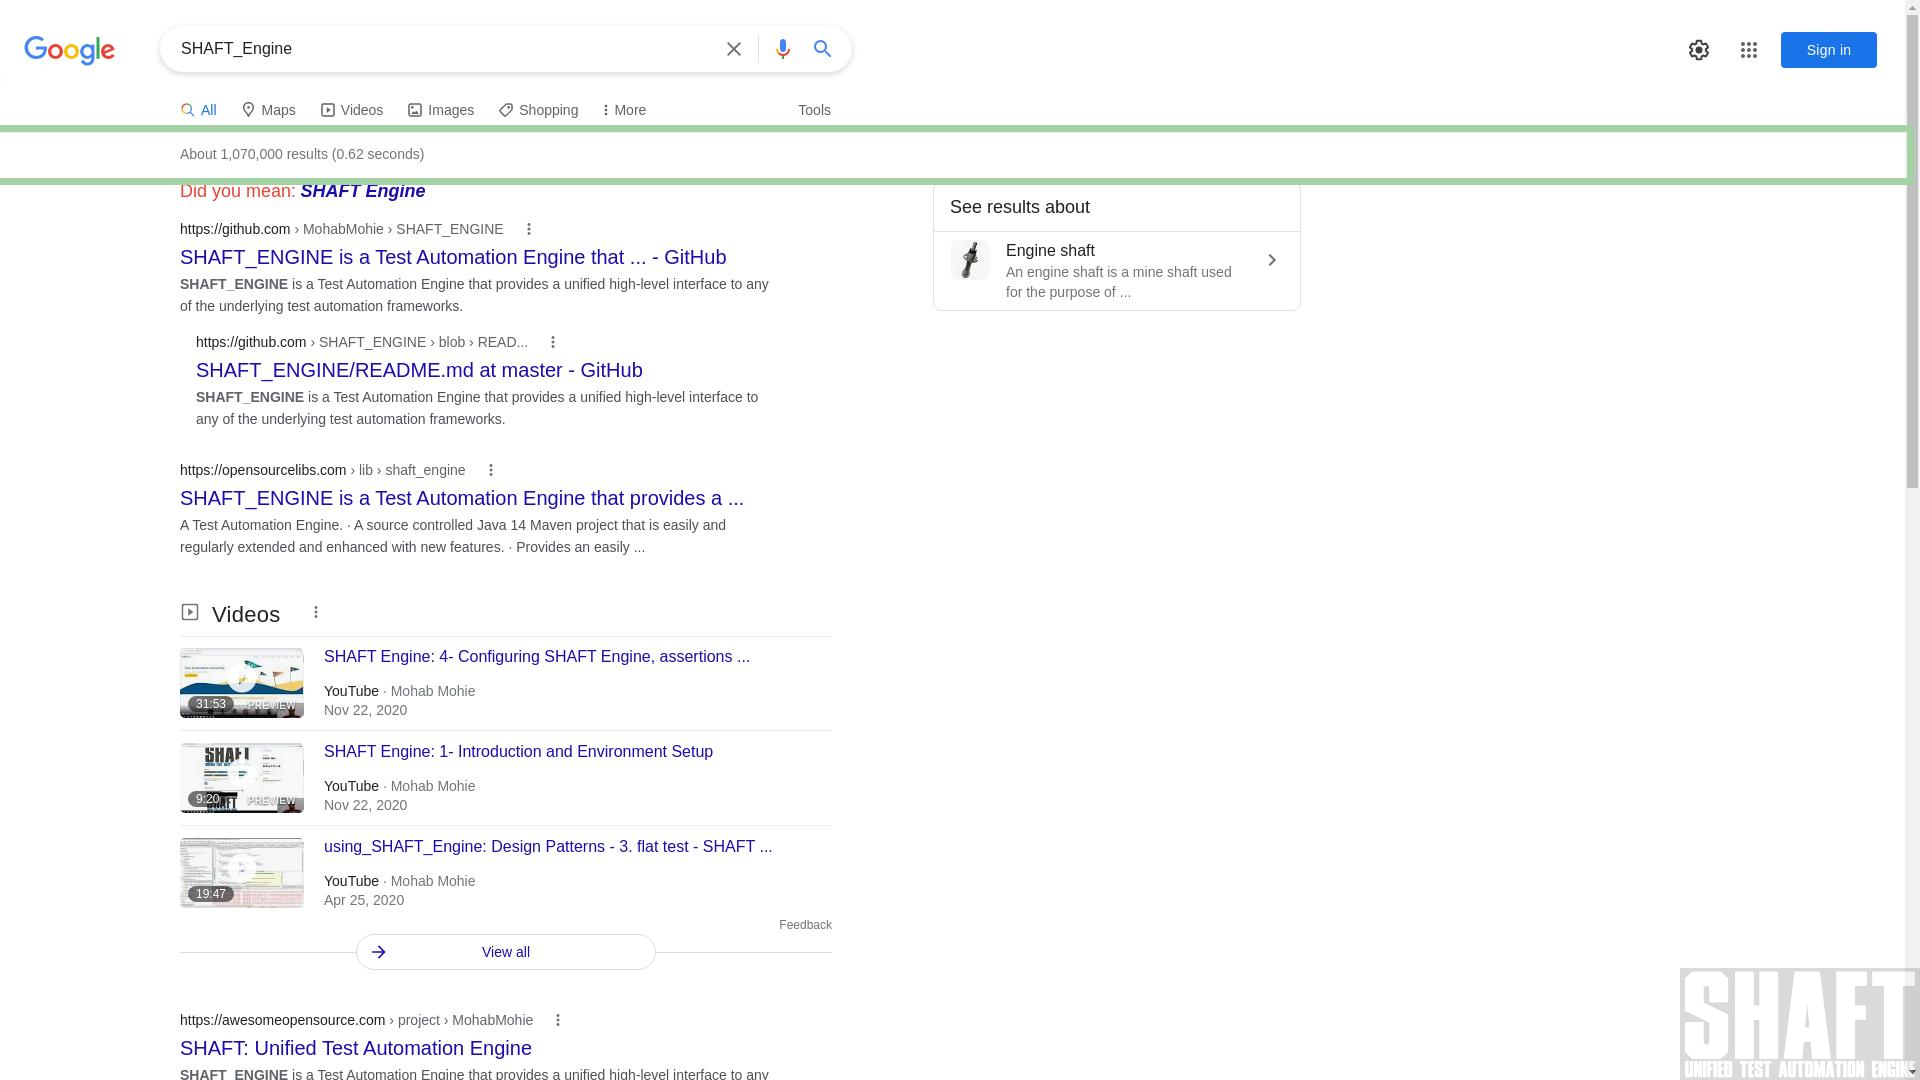 Google
SHAFT_Engine
Sign in
All
Maps
Videos
Images
Shopping
More
Tools
About 1,070,000 results (0.62 seconds)
Did you mean: SHAFT Engine
https://github.com › MohabMohie › SHAFT_ENGINE
SHAFT_ENGINE is a Test Automation Engine that ... - GitHub
SHAFT_ENGINE is a Test Automation Engine that provides a unified high-level interface to any
of the underlying test automation frameworks.
https://github.com › SHAFT_ENGINE › blob › READ...
SHAFT_ENGINE/README.md at master - GitHub
SHAFT_ENGINE is a Test Automation Engine that provides a unified high-level interface to
any of the underlying test automation frameworks.
https://opensourcelibs.com › lib › shaft_engine
SHAFT_ENGINE is a Test Automation Engine that provides a ...
A Test Automation Engine. · A source controlled Java 14 Maven project that is easily and
regularly extended and enhanced with new features. · Provides an easily ...
Videos
SHAFT Engine: 4- Configuring SHAFT Engine, assertions ...
YouTube · Mohab Mohie
Nov 22, 2020
31:53
PREVIEW
SHAFT Engine: 1- Introduction and Environment Setup
YouTube · Mohab Mohie
Nov 22, 2020
SHAFT
9:20
PREVIEW
using_SHAFT_Engine: Design Patterns - 3. flat test - SHAFT ...
YouTube · Mohab Mohie
Apr 25, 2020
19:47
Feedback
View all
https://awesomeopensource.com › project › MohabMohie
SHAFT: Unified Test Automation Engine
SHAFT_ENGINE is a Test Automation Engine that provides a unified high-level interface to any
See results about
Engine shaft
An engine shaft is a mine shaft used
for the purpose of ...
SHAFT
UNIFIED TEST AUTOMATION ENGINE